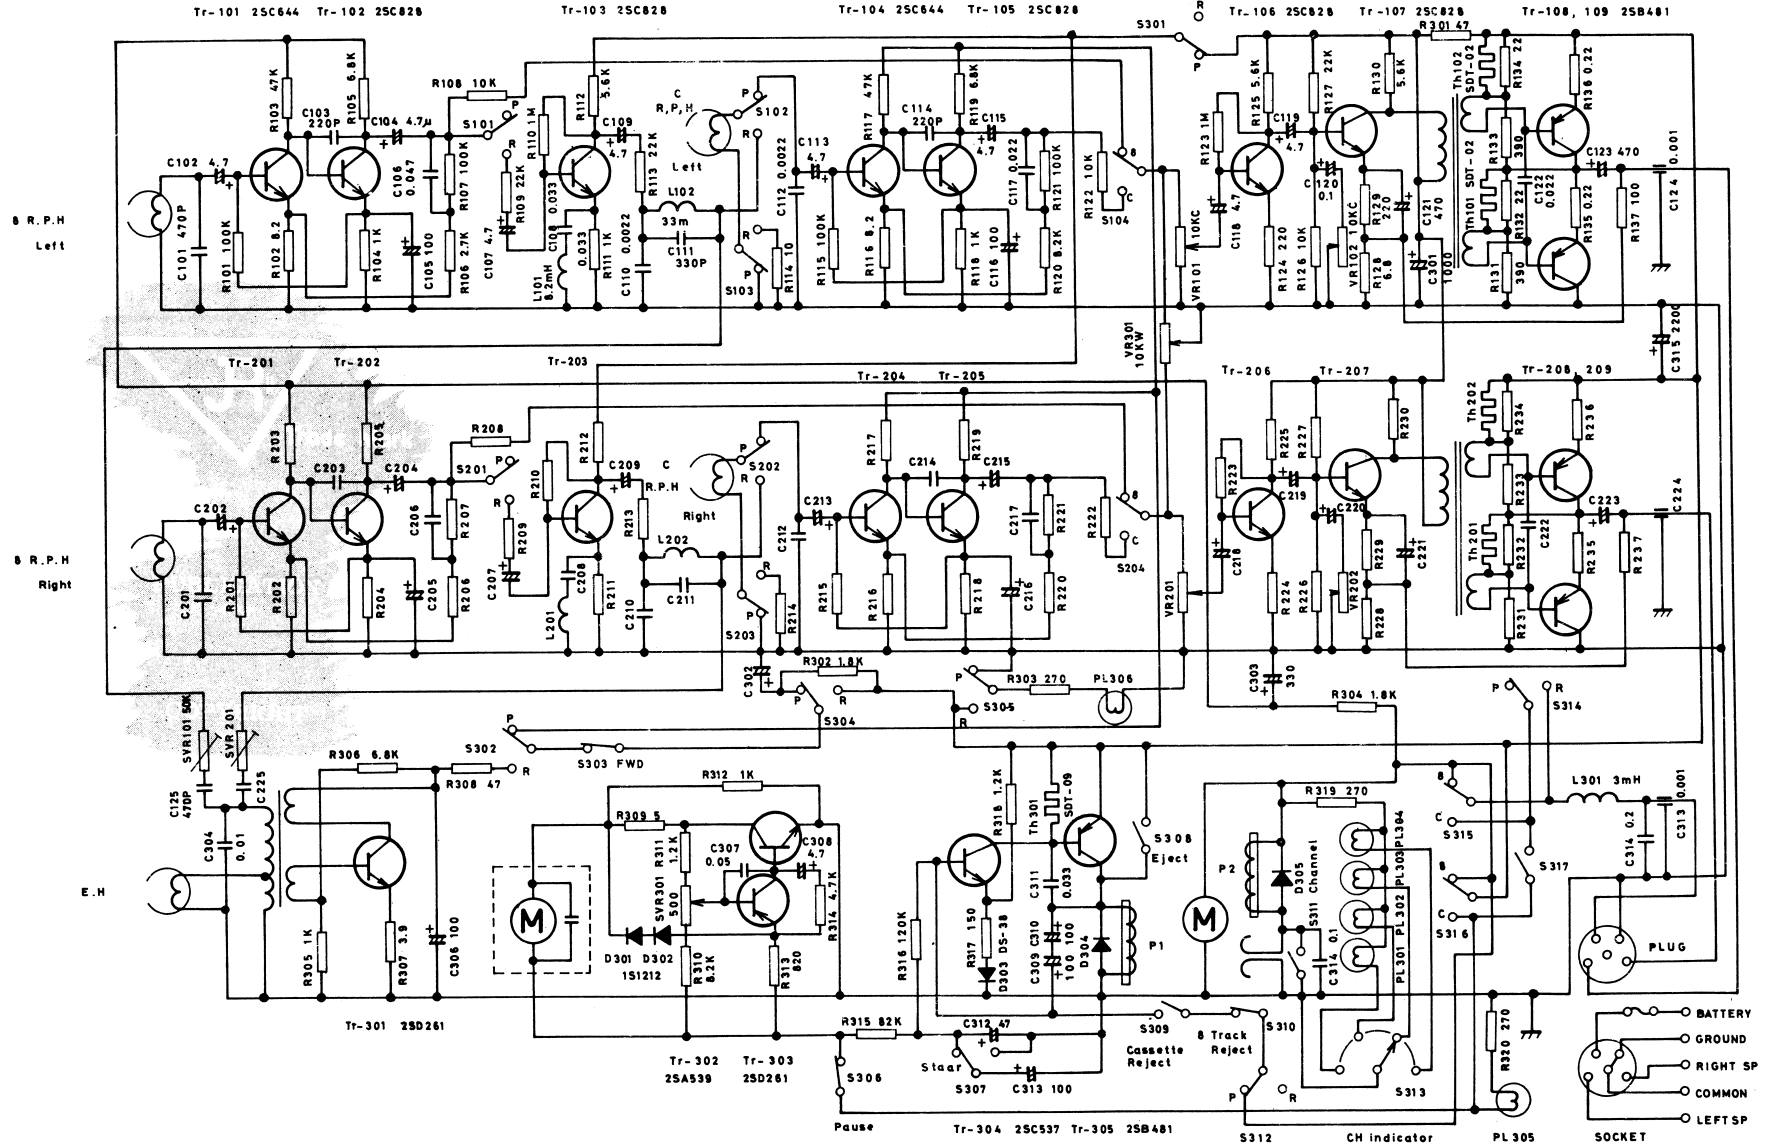 Tr-101 2SC644 Tr-102 2SC828
Tr-103 2SC828
Tr-104 2SC644 Tr-105 2SC828
Tr-106 2SC828
Tr-107 2SC828
Tr-108, 109 2SB481
R
S301
P
R301 47
R103 47K
R105 6.8K
C103
220P
C104 4.7µ
R108 10K
P
S101
R
R110 1M
R112
5.6K
C109
4.7
C
R,P,H
Left
P
S102
R
R117
47K
C114
220P
R119 6.8K
C115
4.7
R123 1M
R125 5.6K
R127
22K
C119
4.7
R130
5.6K
Th102
SDT-02
R134 22
R136 0.22
C102 4.7
C106
0.047
R107 100K
R109 22K
R113 22K
L102
33m
C113
4.7
C112 0.0022
C117 0.022
R121 100K
R122 10K
8
C
S104
C120
0.1
R133
390
SDT-02
C122
0.022
C123 470
0.001
C124
8 R.P.H
Left
C101 470P
R101 100K
R102 8.2
R104 1K
C105 100
R106 2.7K
C107 4.7
0.033
C108
L101
8.2mH
0.033
R111 1K
C110 0.0022
C111
330P
R
P
S103
R114 10
R115 100K
R116 8.2
R118 1K
C116 100
R120 8.2K
VR101
10KC
C118
4.7
R124 220
R126 10K
VR102 10KC
R129
220
R128
6.8
C121
470
C301
1000
Th101
R132 22
R131
390
R135 0.22
R137 100
VR301
10KW
C315 2200
Tr-201
Tr-202
Tr-203
Tr-204
Tr-205
Tr-206
Tr-207
Tr-208, 209
R203
R205
C203
C204
R208
P
S201
R
R210
R212
C209
C
R.P.H
Right
P
S202
R
R217
C214
R219
C215
R223
R225
R227
C219
R230
Th202
R234
R236
C202
C206
R207
R209
R213
L202
C213
C212
C217
R221
R222
8
C
S204
C220
R233
C222
C223
C224
8 R.P.H
Right
C201
R201
R202
R204
C205
R206
C207
C208
L201
R211
C210
C211
R
P
S203
R214
R215
R216
R218
C216
R220
VR201
C218
R224
R226
VR202
R229
R228
C221
Th201
R232
R231
R235
R237
C302
R302 1.8K
P
R
S304
P
R
S305
R303 270
PL306
C303
330
R304 1.8K
P
R
S314
SVR101 50K
SVR201
S302
P
R
S303 FWD
C125
470P
C225
R306 6.8K
R308 47
R312 1K
R318 1.2K
Th301
SDT-09
S308
Eject
R319 270
8
C
S315
L301 3mH
0.001
C313
C304
0.01
R309 5
R311
1.2K
C307
0.05
C308
4.7
P2
D305
Channel
PL304
PL303
PL302
PL301
8
C
S316
S317
C314 0.2
E.H
SVR301
500
R314 4.7K
C311
0.033
S311
C314 0.1
R305 1K
R307 3.9
C306 100
M
D301
D302
1S1212
R310
8.2K
R313
820
R316 120K
R317 150
D303 DS-38
C309 C310
100 100
D304
P1
M
PLUG
Tr-301 2SD261
Tr-302
2SA539
Tr-303
2SD261
R315 82K
C312 47
Staar
S307
C313 100
S309
Cassette
Reject
8 Track
Reject
S310
R320 270
BATTERY
GROUND
RIGHT SP
COMMON
LEFT SP
S306
Pause
Tr-304 2SC537
Tr-305 2SB481
P
R
S312
S313
CH indicator
PL305
SOCKET